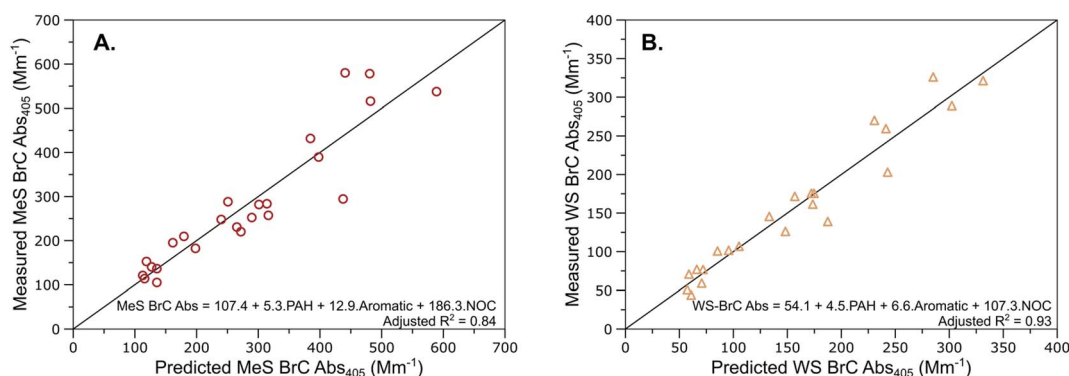 A.
Measured MeS BrC Abs₄₀₅ (Mm⁻¹)
700
600
500
400
300
200
100
0
MeS BrC Abs = 107.4 + 5.3.PAH + 12.9.Aromatic + 186.3.NOC
Adjusted R² = 0.84
0 100 200 300 400 500 600 700
Predicted MeS BrC Abs₄₀₅ (Mm⁻¹)
B.
Measured WS BrC Abs₄₀₅ (Mm⁻¹)
400
350
300
250
200
150
100
50
0
WS-BrC Abs = 54.1 + 4.5.PAH + 6.6.Aromatic + 107.3.NOC
Adjusted R² = 0.93
0 50 100 150 200 250 300 350 400
Predicted WS BrC Abs₄₀₅ (Mm⁻¹)